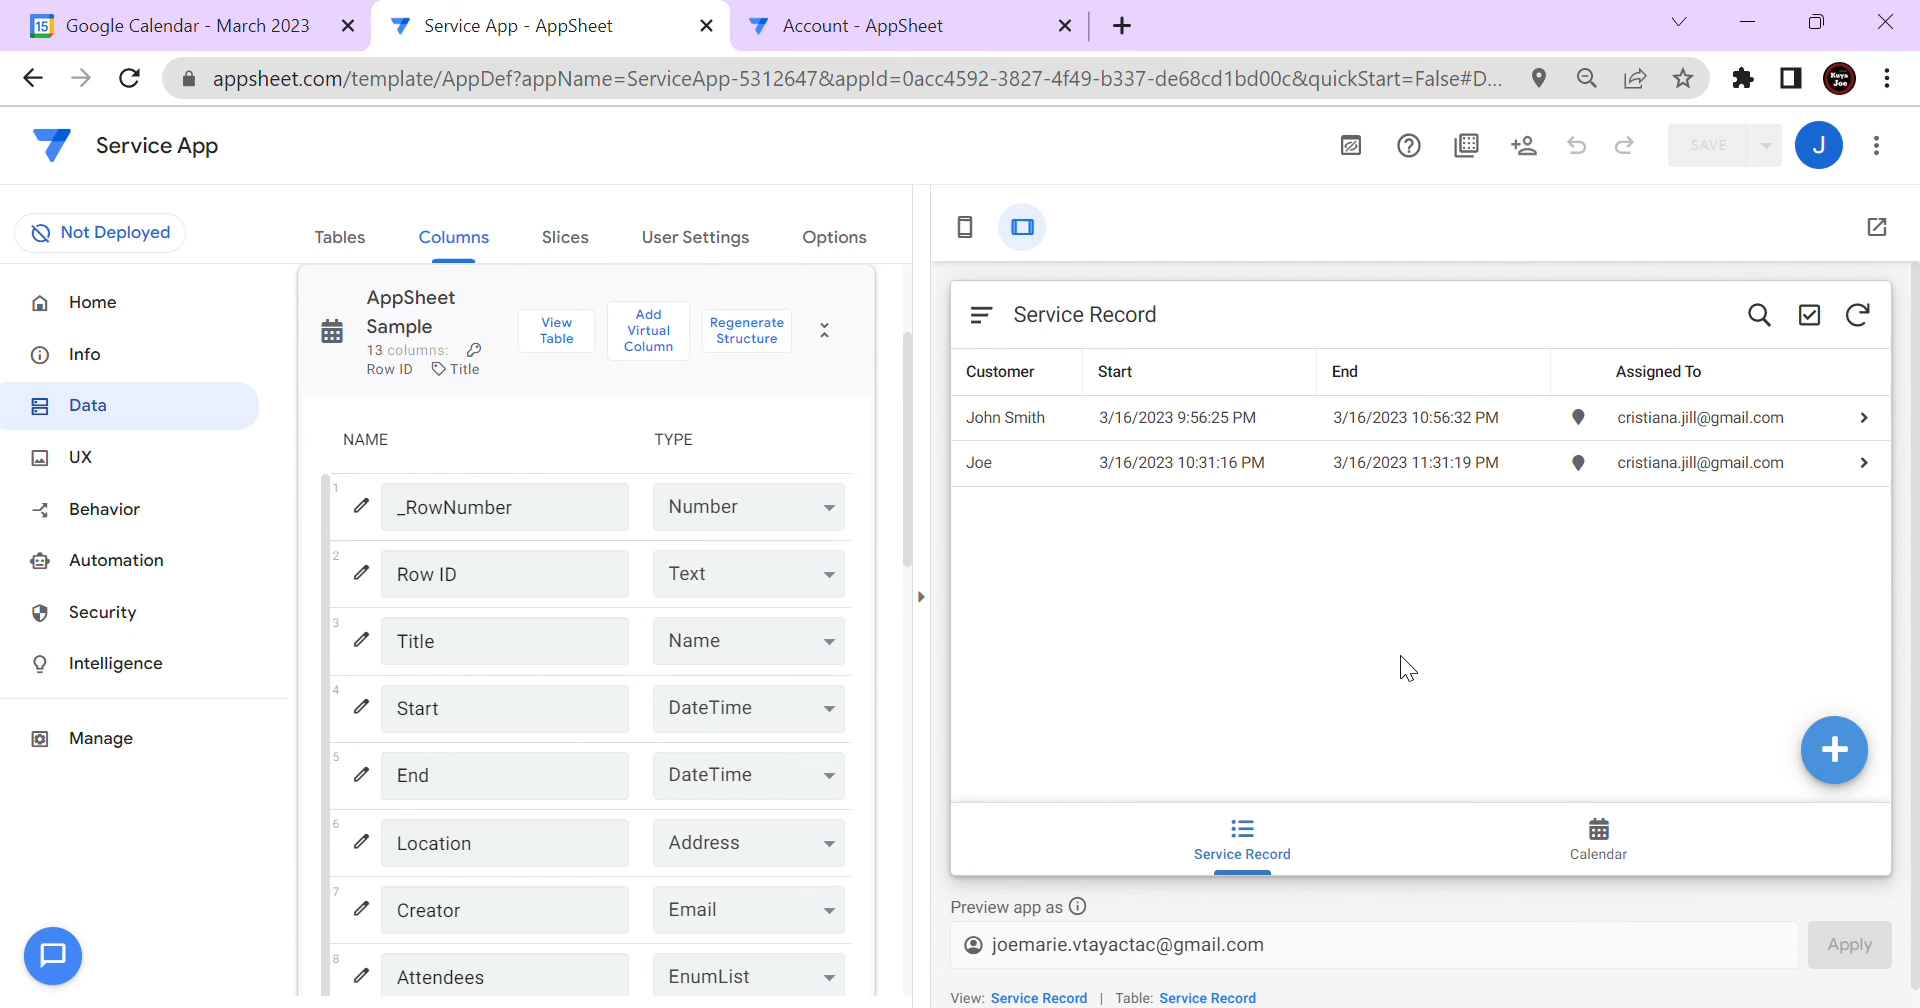 15 Google Calendar - March 2023
Service App - AppSheet
Account - AppSheet
appsheet.com/template/AppDef?appName=ServiceApp-5312647&appId=0acc4592-3827-4f49-b337-de68cd1bd00c&quickStart=False#D...
Kuya
Joe
Service App
SAVE
J
Not Deployed
Home
Info
Data
UX
Behavior
Automation
Security
Intelligence
Manage
Tables
Columns
Slices
User Settings
Options
AppSheet
Sample
13 columns:
Row ID
Title
View
Table
Add
Virtual
Column
Regenerate
Structure
NAME
TYPE
1
_RowNumber
Number
2
Row ID
Text
3
Title
Name
4
Start
DateTime
5
End
DateTime
6
Location
Address
7
Creator
Email
8
Attendees
EnumList
Service Record
Customer
Start
End
Assigned To
John Smith
3/16/2023 9:56:25 PM
3/16/2023 10:56:32 PM
cristiana.jill@gmail.com
Joe
3/16/2023 10:31:16 PM
3/16/2023 11:31:19 PM
cristiana.jill@gmail.com
Service Record
Calendar
Preview app as
joemarie.vtayactac@gmail.com
Apply
View: Service Record | Table: Service Record